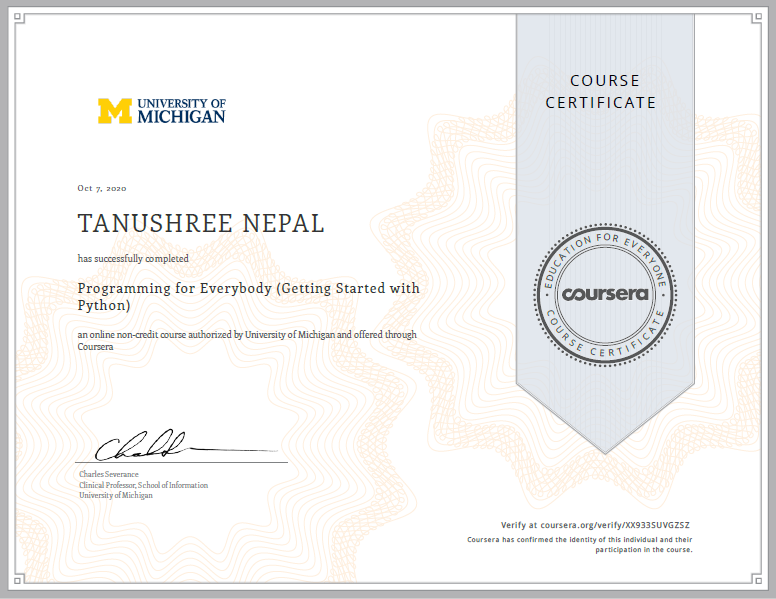 UNIVERSITY OF
MICHIGAN
COURSE
CERTIFICATE
Oct 7, 2020
TANUSHREE NEPAL
has successfully completed
Programming for Everybody (Getting Started with
Python)
an online non-credit course authorized by University of Michigan and offered through
Coursera
EDUCATION FOR EVERYONE
coursera
COURSE CERTIFICATE
Charles Severance
Clinical Professor, School of Information
University of Michigan
Verify at coursera.org/verify/XX933SUVGZSZ
Coursera has confirmed the identity of this individual and their
participation in the course.